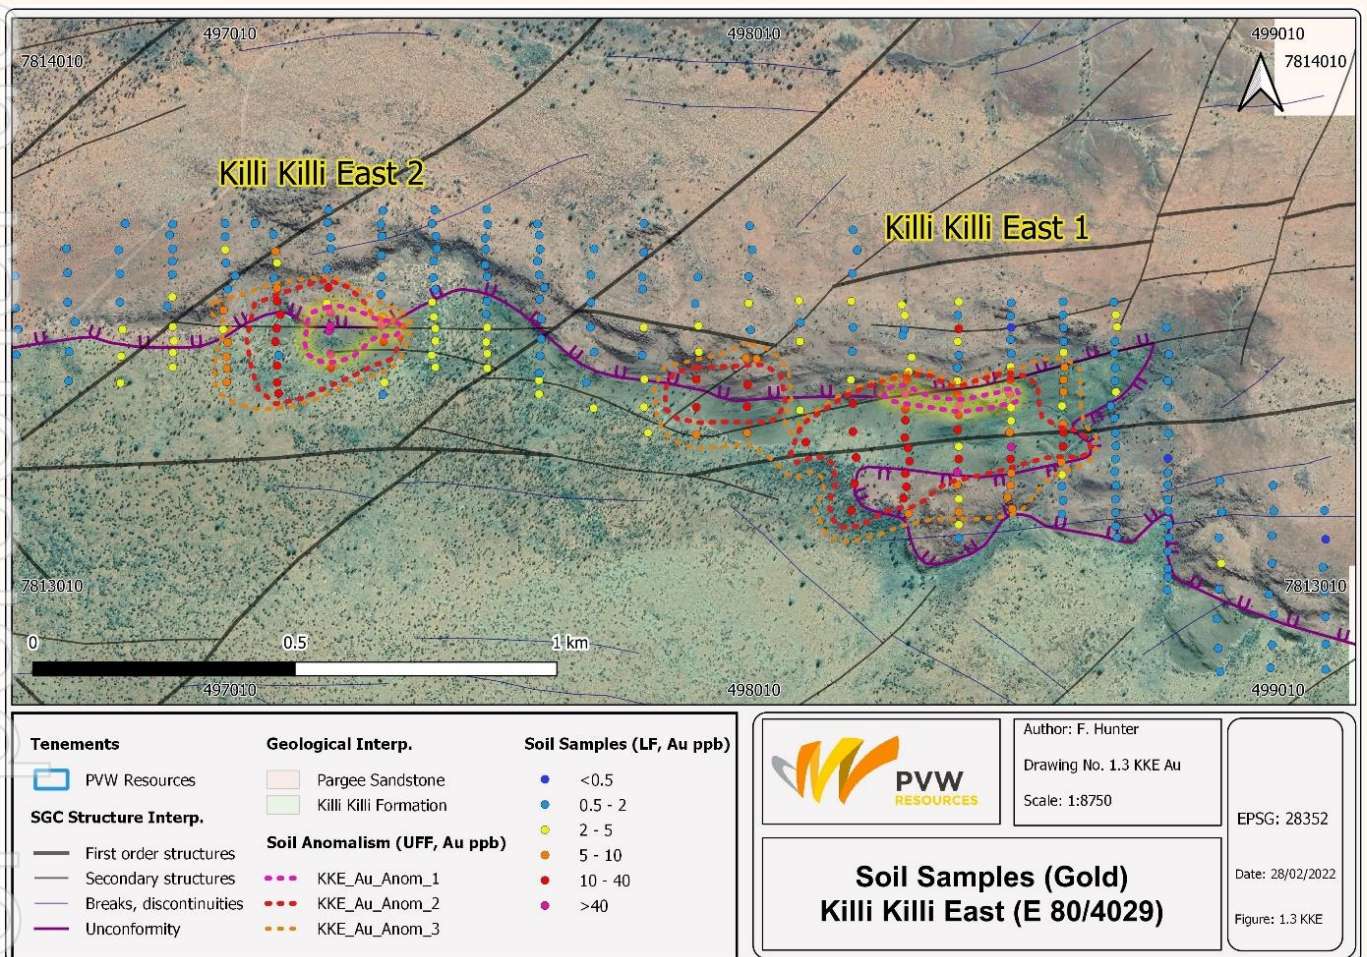 497010
498010
499010
7814010
7814010
Killi Killi East 2
Killi Killi East 1
7813010
7813010
0
0.5
1 km
497010
498010
499010
Tenements
PVW Resources
SGC Structure Interp.
First order structures
Secondary structures
Breaks, discontinuities
Unconformity
Geological Interp.
Pargee Sandstone
Killi Killi Formation
Soil Anomalism (UFF, Au ppb)
KKE_Au_Anom_1
KKE_Au_Anom_2
KKE_Au_Anom_3
Soil Samples (LF, Au ppb)
<0.5
0.5 - 2
2 - 5
5 - 10
10 - 40
>40
PVW
RESOURCES
Author: F. Hunter
Drawing No. 1.3 KKE Au
Scale: 1:8750
Soil Samples (Gold)
Killi Killi East (E 80/4029)
EPSG: 28352
Date: 28/02/2022
Figure: 1.3 KKE